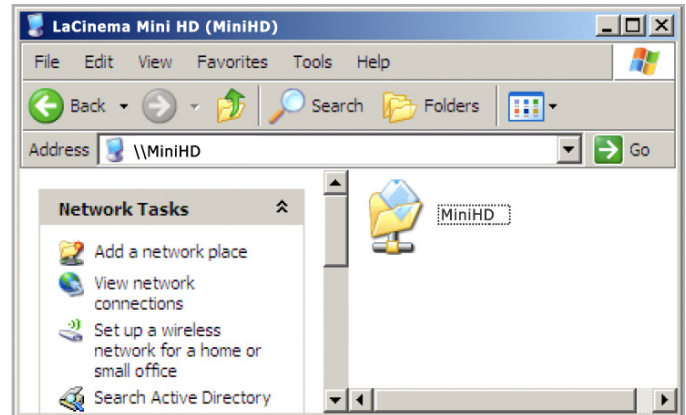 LaCinema Mini HD (MiniHD)
File Edit View Favorites Tools Help
Back Search Folders
Address \\MiniHD Go
Network Tasks
Add a network place
View network
connections
Set up a wireless
network for a home or
small office
Search Active Directory
MiniHD